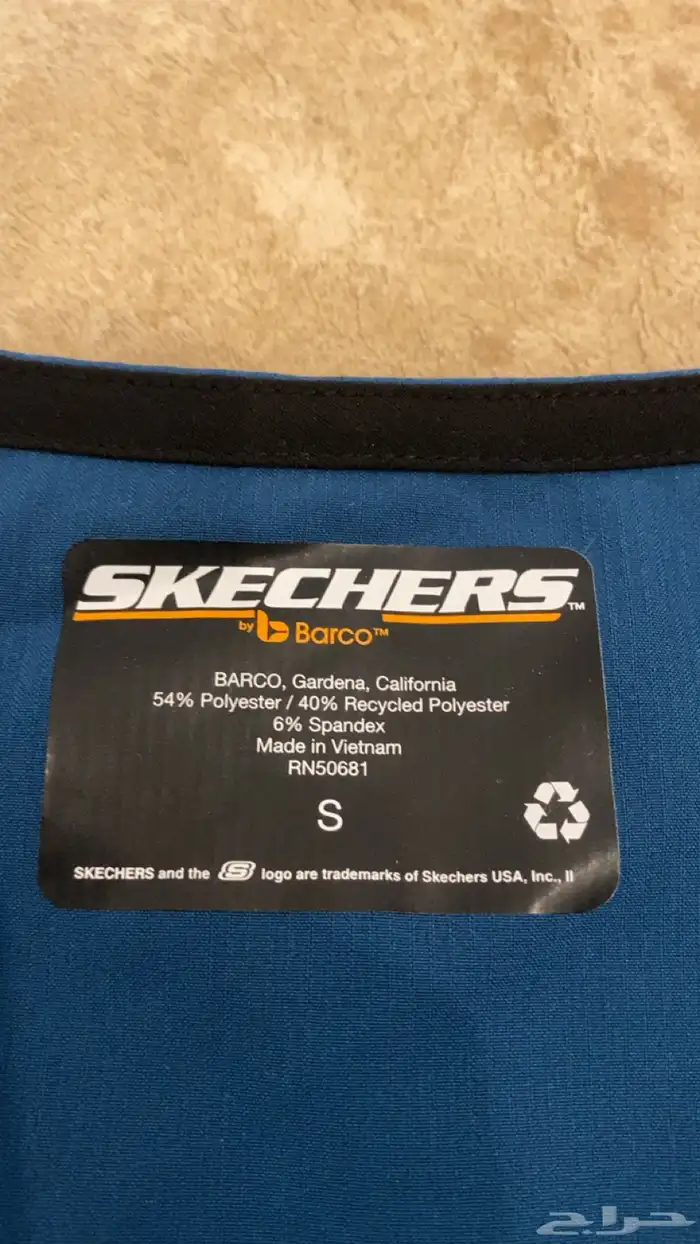 SKECHERS™
by b Barco™
BARCO, Gardena, California
54% Polyester / 40% Recycled Polyester
6% Spandex
Made in Vietnam
RN50681
S
SKECHERS and the S logo are trademarks of Skechers USA, Inc., II
حراج